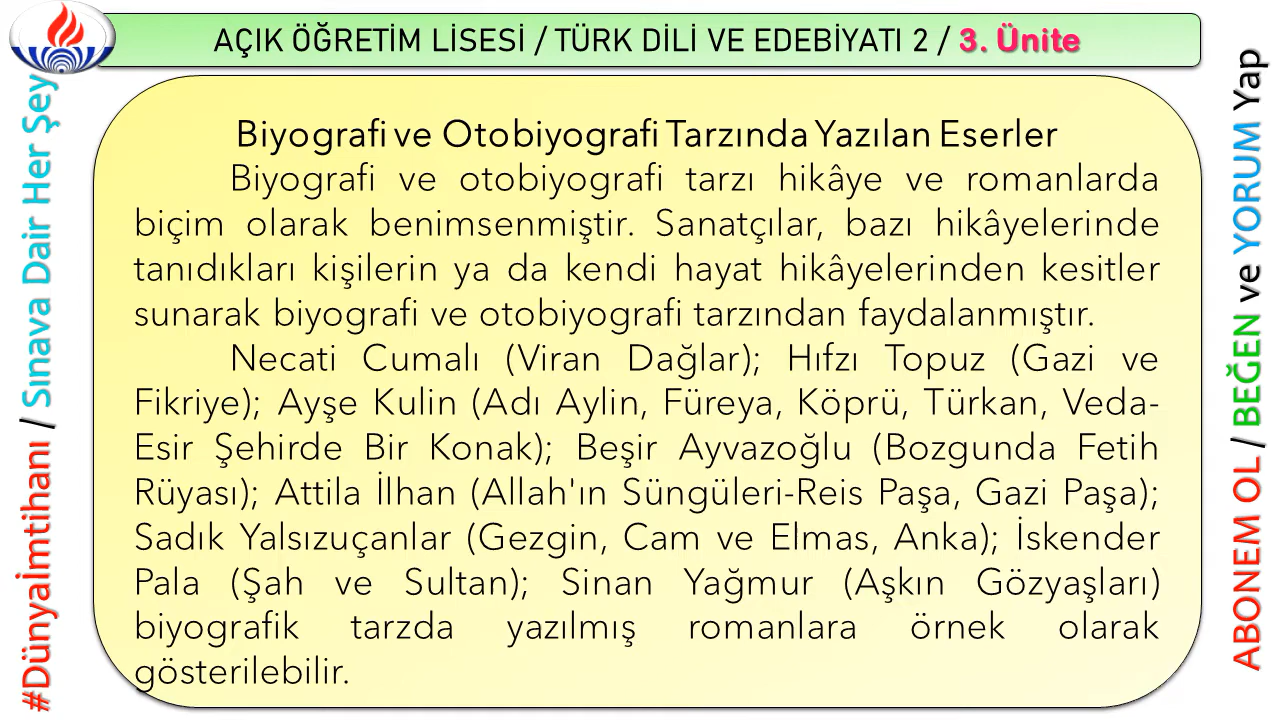 AÇIK ÖĞRETİM LİSESİ / TÜRK DİLİ VE EDEBİYATI 2 / 3. Ünite
#Dünyaİmtihanı / Sınava Dair Her Şey
Biyografi ve Otobiyografi Tarzında Yazılan Eserler
Biyografi ve otobiyografi tarzı hikâye ve romanlarda
biçim olarak benimsenmiştir. Sanatçılar, bazı hikâyelerinde
tanıdıkları kişilerin ya da kendi hayat hikâyelerinden kesitler
sunarak biyografi ve otobiyografi tarzından faydalanmıştır.
Necati Cumalı (Viran Dağlar); Hıfzı Topuz (Gazi ve
Fikriye); Ayşe Kulin (Adı Aylin, Füreya, Köprü, Türkan, Veda-
Esir Şehirde Bir Konak); Beşir Ayvazoğlu (Bozgunda Fetih
Rüyası); Attila İlhan (Allah'ın Süngüleri-Reis Paşa, Gazi Paşa);
Sadık Yalsızuçanlar (Gezgin, Cam ve Elmas, Anka); İskender
Pala (Şah ve Sultan); Sinan Yağmur (Aşkın Gözyaşları)
biyografik tarzda yazılmış romanlara örnek olarak
gösterilebilir.
ABONEM OL / BEĞEN ve YORUM Yap